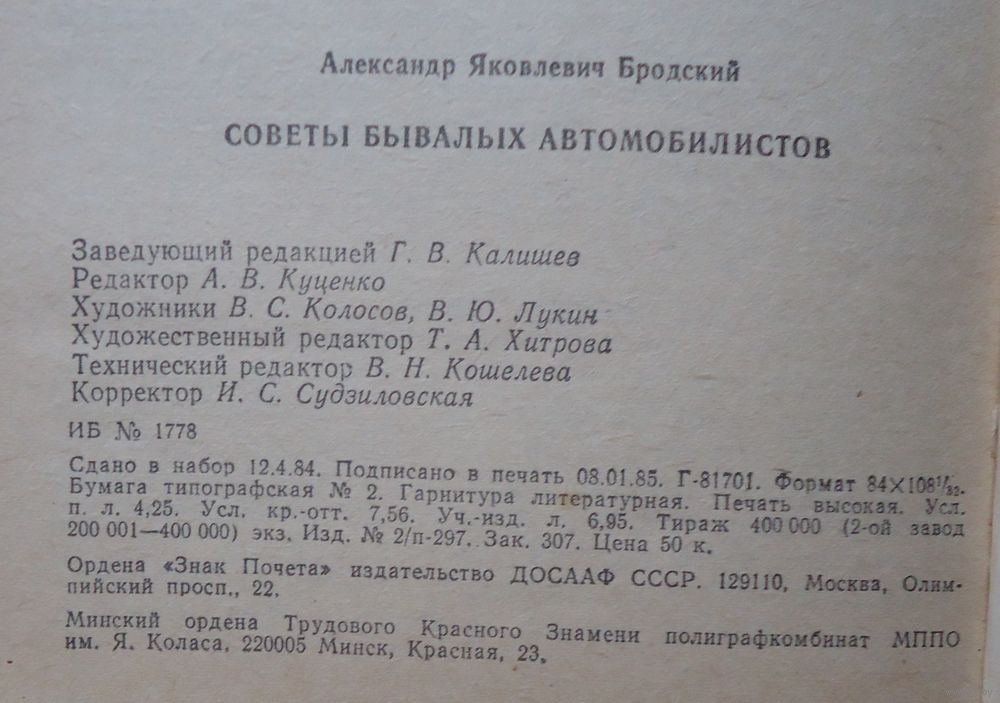 Александр Яковлевич Бродский
СОВЕТЫ БЫВАЛЫХ АВТОМОБИЛИСТОВ
Заведующий редакцией Г. В. Калишев
Редактор А. В. Куценко
Художники В. С. Колосов, В. Ю. Лукин
Художественный редактор Т. А. Хитрова
Технический редактор В. Н. Кошелева
Корректор И. С. Судзиловская
ИБ № 1778
Сдано в набор 12.4.84. Подписано в печать 08.01.85. Г-81701. Формат 84×108¹/₃₂.
Бумага типографская № 2. Гарнитура литературная. Печать высокая. Усл.
п. л. 4,25. Усл. кр.-отт. 7,56. Уч.-изд. л. 6,95. Тираж 400 000 (2-ой завод
200 001—400 000) экз. Изд. № 2/п-297. Зак. 307. Цена 50 к.
Ордена «Знак Почета» издательство ДОСААФ СССР. 129110, Москва, Олим-
пийский просп., 22.
Минский ордена Трудового Красного Знамени полиграфкомбинат МППО
им. Я. Коласа, 220005 Минск, Красная, 23.